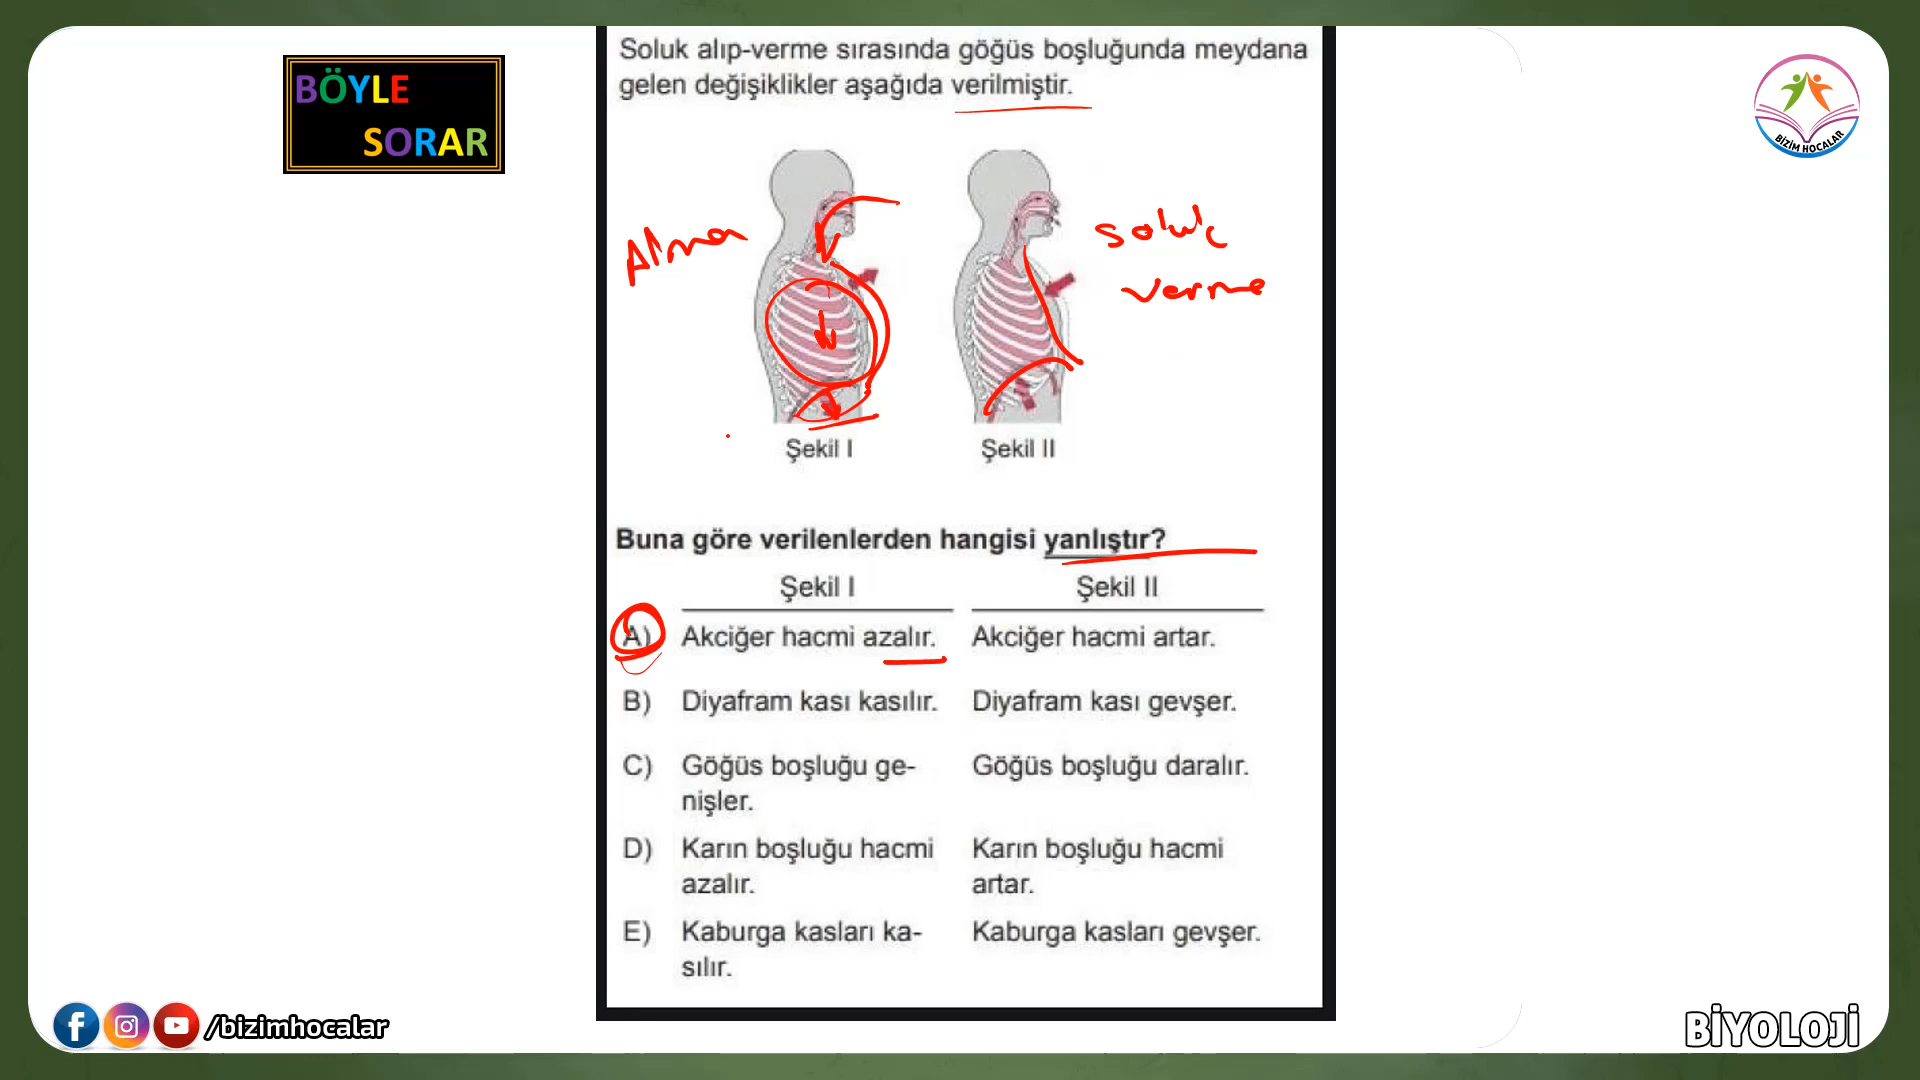 BÖYLE
SORAR
Soluk alıp-verme sırasında göğüs boşluğunda meydana
gelen değişiklikler aşağıda verilmiştir.
BİZİM HOCALAR
Alma
Soluk
verme
Şekil I
Şekil II
Buna göre verilenlerden hangisi yanlıştır?
Şekil I Şekil II
A) Akciğer hacmi azalır. Akciğer hacmi artar.
B) Diyafram kası kasılır. Diyafram kası gevşer.
C) Göğüs boşluğu ge- Göğüs boşluğu daralır.
nişler.
D) Karın boşluğu hacmi Karın boşluğu hacmi
azalır. artar.
E) Kaburga kasları ka- Kaburga kasları gevşer.
sılır.
/bizimhocalar
BİYOLOJİ